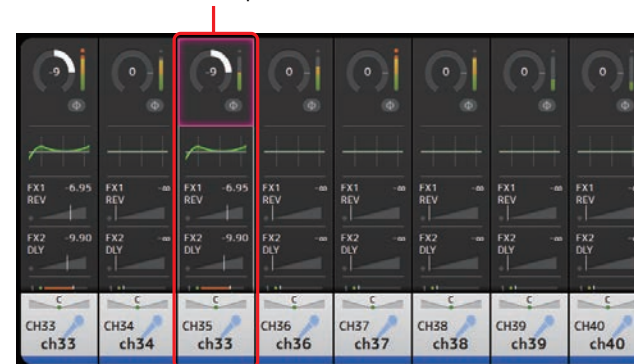 -9 0 -9 0 0 0 0 0
Φ Φ Φ Φ Φ Φ Φ Φ
FX1 -6.95 FX1 -∞ FX1 -6.95 FX1 -∞ FX1 -∞ FX1 -∞ FX1 -∞ FX1 -∞
REV REV REV REV REV REV REV REV
FX2 -9.90 FX2 -∞ FX2 -9.90 FX2 -∞ FX2 -∞ FX2 -∞ FX2 -∞ FX2 -∞
DLY DLY DLY DLY DLY DLY DLY DLY
C C C C C C C C
CH33 CH34 CH35 CH36 CH37 CH38 CH39 CH40
ch33 ch34 ch33 ch36 ch37 ch38 ch39 ch40